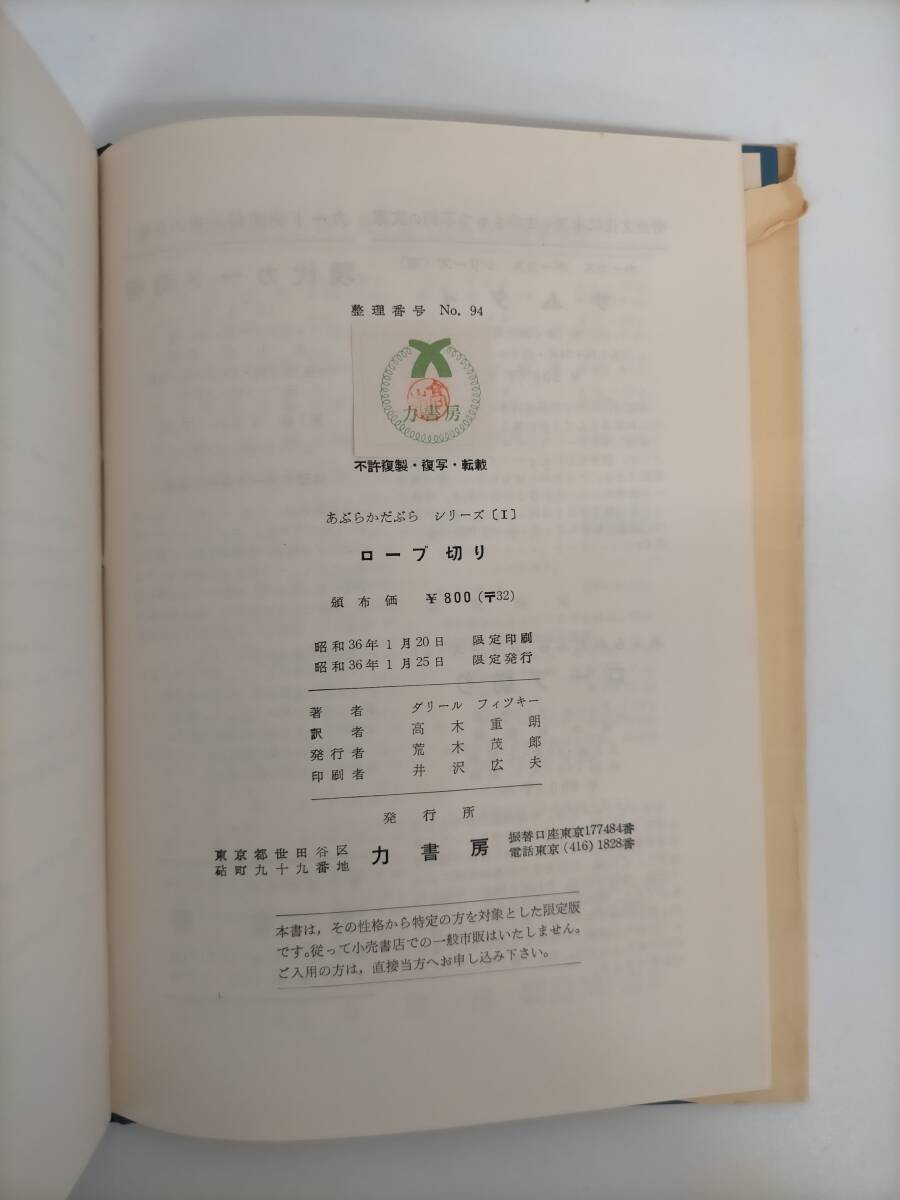 整理番号 No. 94
力書房
不許複製・複写・転載
あぶらかだぶら シリーズ〔I〕
ロープ切り
頒布価 ￥800(〒32)
昭和36年1月20日 限定印刷
昭和36年1月25日 限定発行
著者 ダリール フィツキー
訳者 高木重朗
発行者 荒木茂郎
印刷者 井沢広夫
発行所
東京都世田谷区
砧町九十九番地
力書房
振替口座東京177484番
電話東京(416)1828番
本書は，その性格から特定の方を対象とした限定版
です。従って小売書店での一般市販はいたしません。
ご入用の方は，直接当方へお申し込み下さい。